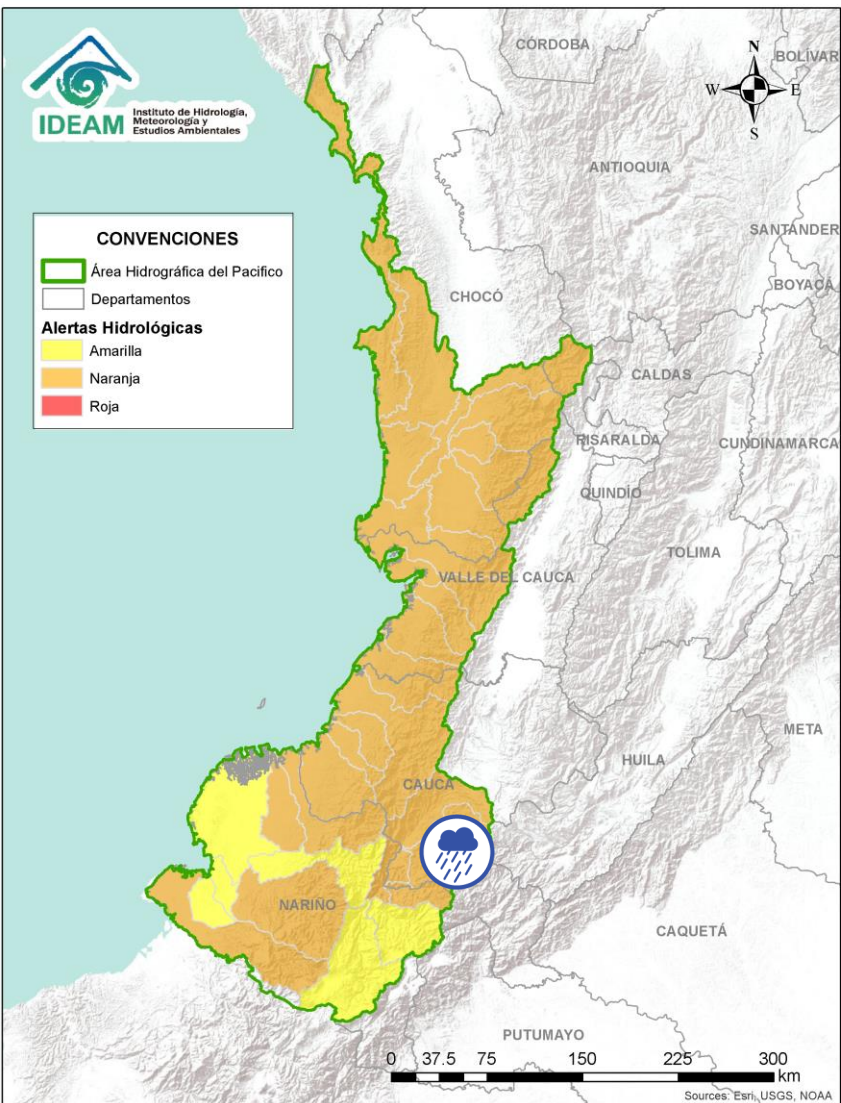 IDEAM
Instituto de Hidrología,
Meteorología y
Estudios Ambientales
N
W
E
S
CÓRDOBA
BOLÍVAR
ANTIOQUIA
SANTANDER
BOYACÁ
CONVENCIONES
Área Hidrográfica del Pacifico
Departamentos
Alertas Hidrológicas
Amarilla
Naranja
Roja
CHOCÓ
CALDAS
RISARALDA
CUNDINAMARCA
QUINDÍO
TOLIMA
VALLE DEL CAUCA
META
HUILA
CAUCA
NARIÑO
CAQUETÁ
PUTUMAYO
0 37.5 75 150 225 300
km
Sources: Esri, USGS, NOAA